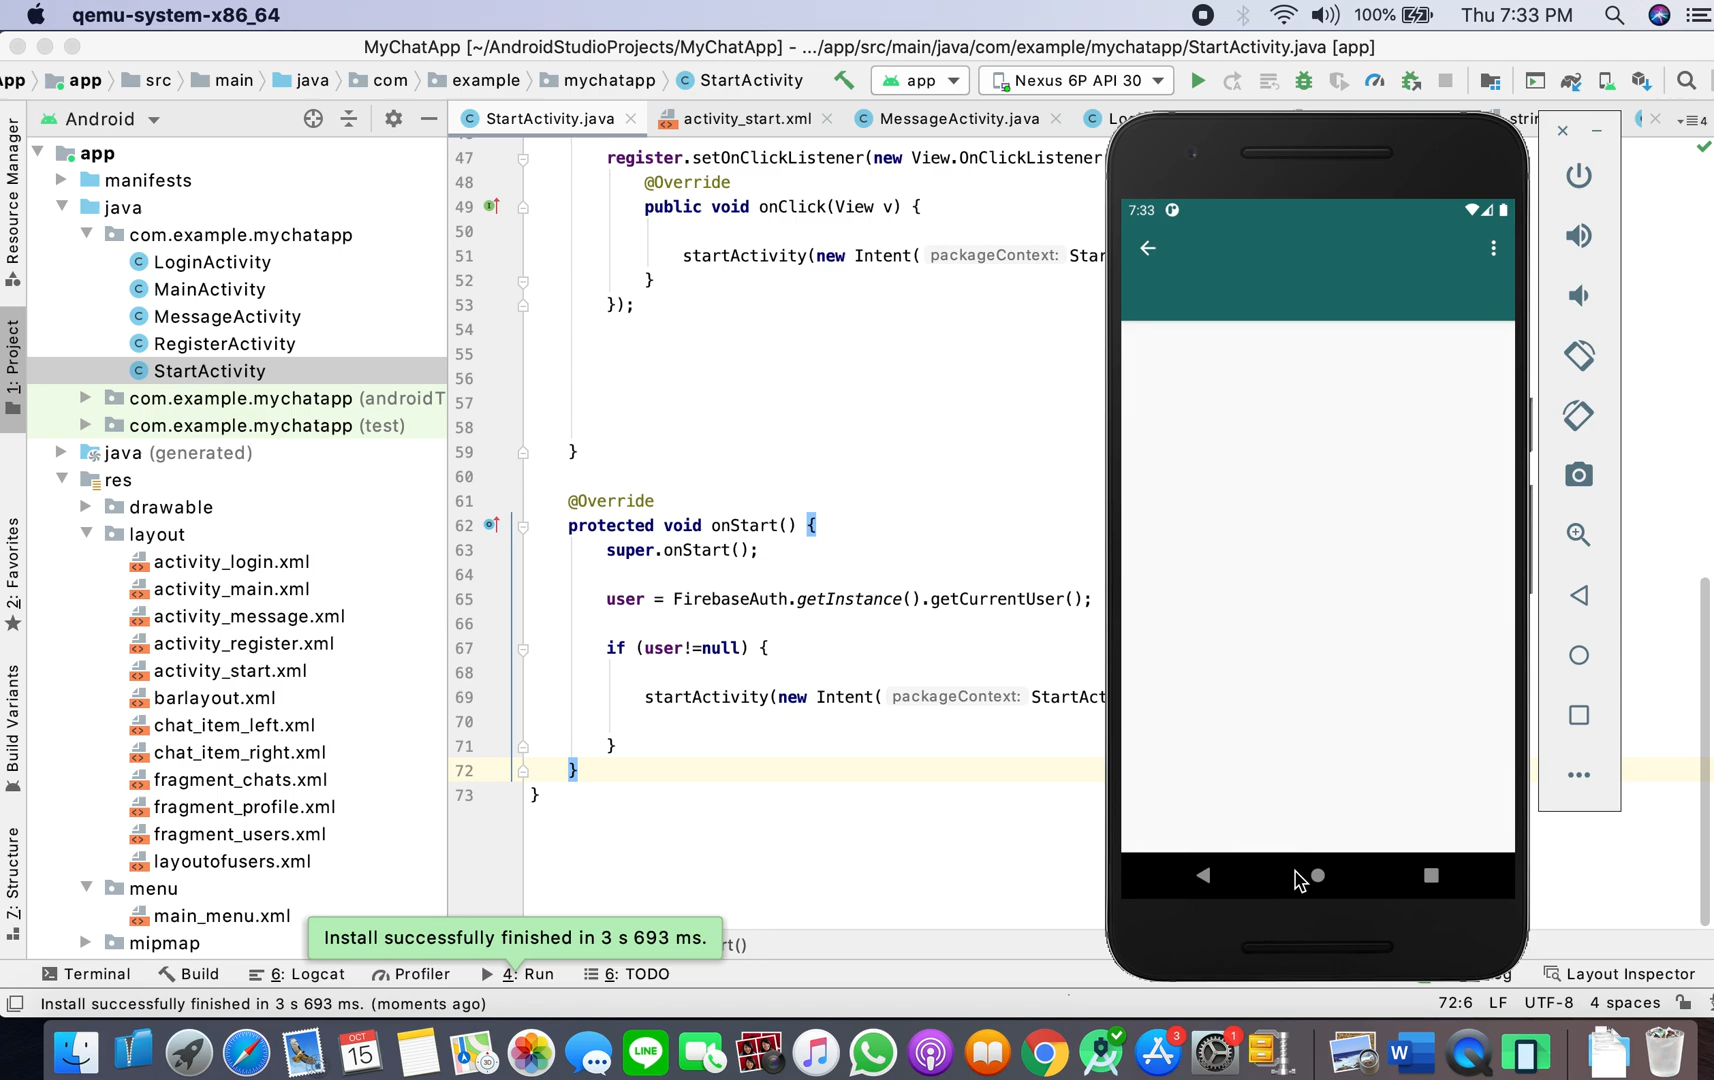 qemu-system-x86_64
100%
Thu 7:33 PM
MyChatApp [~/AndroidStudioProjects/MyChatApp] - .../app/src/main/java/com/example/mychatapp/StartActivity.java [app]
app
src
main
java
com
example
mychatapp
StartActivity
app
Nexus 6P API 30
Android
StartActivity.java
activity_start.xml
MessageActivity.java
4
Resource Manager
1: Project
2: Favorites
Build Variants
7: Structure
app
manifests
java
com.example.mychatapp
LoginActivity
MainActivity
MessageActivity
RegisterActivity
StartActivity
com.example.mychatapp (androidT
com.example.mychatapp (test)
java (generated)
res
drawable
layout
activity_login.xml
activity_main.xml
activity_message.xml
activity_register.xml
activity_start.xml
barlayout.xml
chat_item_left.xml
chat_item_right.xml
fragment_chats.xml
fragment_profile.xml
fragment_users.xml
layoutofusers.xml
menu
main_menu.xml
mipmap
47 register.setOnClickListener(new View.OnClickListener
48 @Override
49 public void onClick(View v) {
50
51 startActivity(new Intent( packageContext: Star
52 }
53 });
54
55
56
57
58
59 }
60
61 @Override
62 protected void onStart() {
63 super.onStart();
64
65 user = FirebaseAuth.getInstance().getCurrentUser();
66
67 if (user!=null) {
68
69 startActivity(new Intent( packageContext: StartAct
70
71 }
72 }
73 }
7:33
Install successfully finished in 3 s 693 ms.
Terminal
Build
6: Logcat
Profiler
4: Run
6: TODO
Layout Inspector
Install successfully finished in 3 s 693 ms. (moments ago)
72:6
LF
UTF-8
4 spaces
OCT
15
LINE
3
1
W